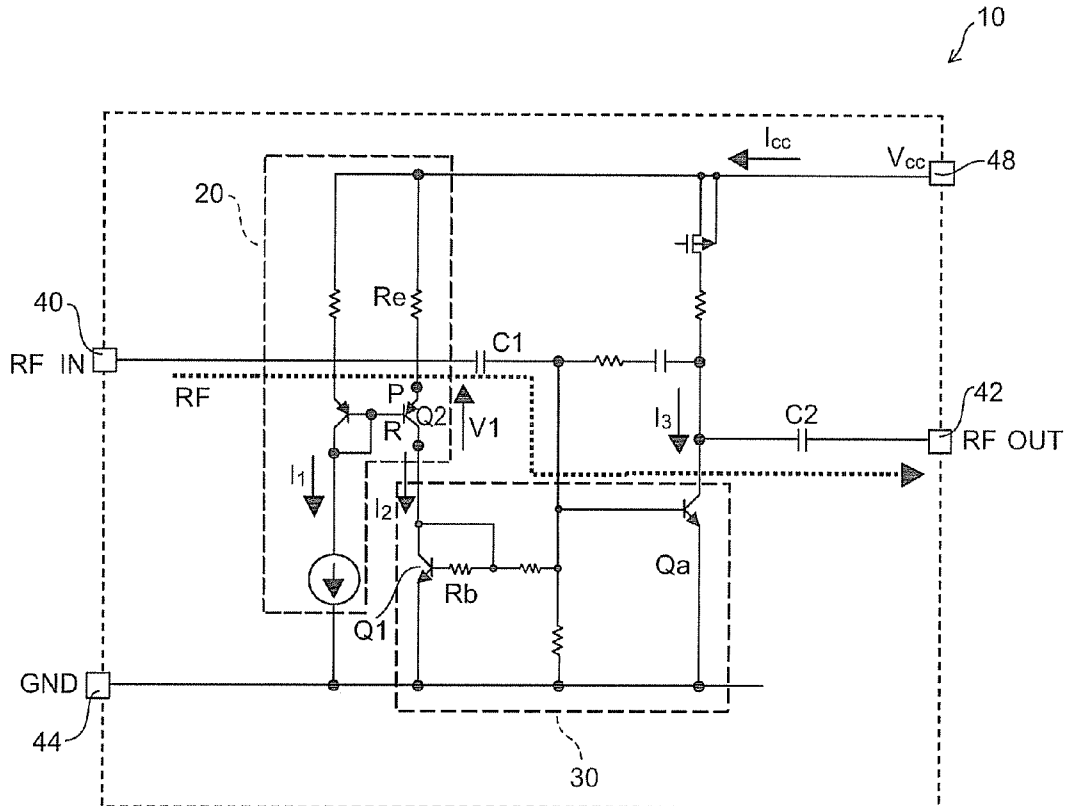 10
Icc
Vcc
48
20
Re
40
C1
RF IN
RF
P
R
Q2
V1
I3
C2
42
RF OUT
I1
I2
Qa
Rb
Q1
GND
44
30